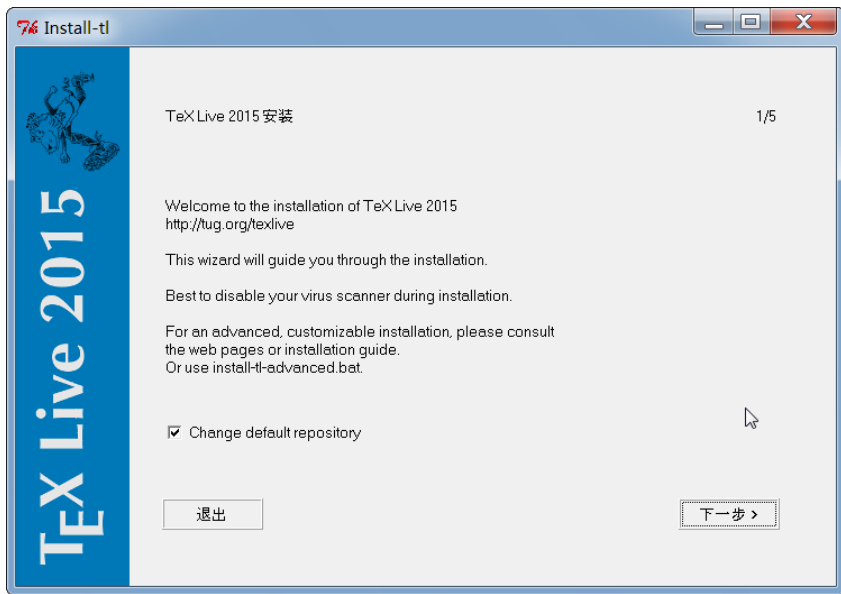 Install-tl
TeX Live 2015
TeX Live 2015 安装
1/5
Welcome to the installation of TeX Live 2015
http://tug.org/texlive
This wizard will guide you through the installation.
Best to disable your virus scanner during installation.
For an advanced, customizable installation, please consult
the web pages or installation guide.
Or use install-tl-advanced.bat.
Change default repository
退出
下一步 >